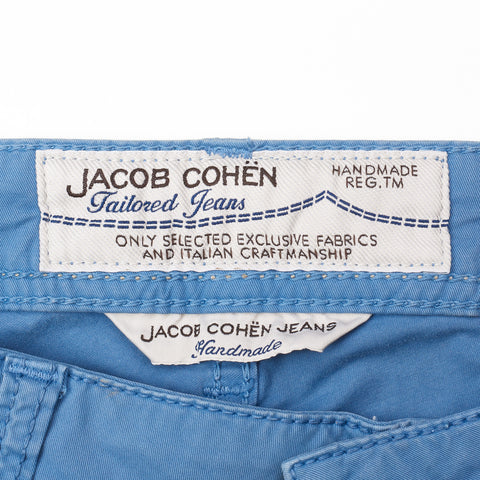 JACOB COHËN
Tailored Jeans
HANDMADE
REG.TM
ONLY SELECTED EXCLUSIVE FABRICS
AND ITALIAN CRAFTMANSHIP
JACOB COHËN JEANS
Handmade